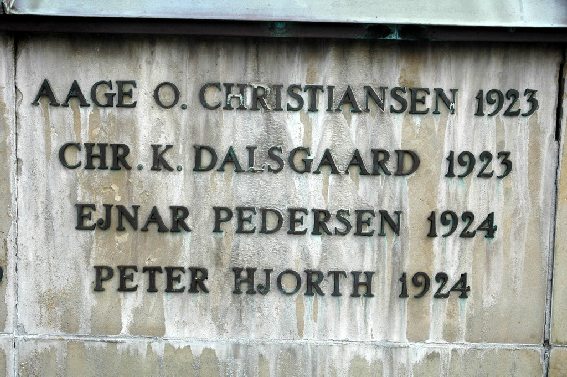 AAGE O. CHRISTIANSEN 1923
CHR. K. DALSGAARD 1923
EJNAR PEDERSEN 1924
PETER HJORTH 1924